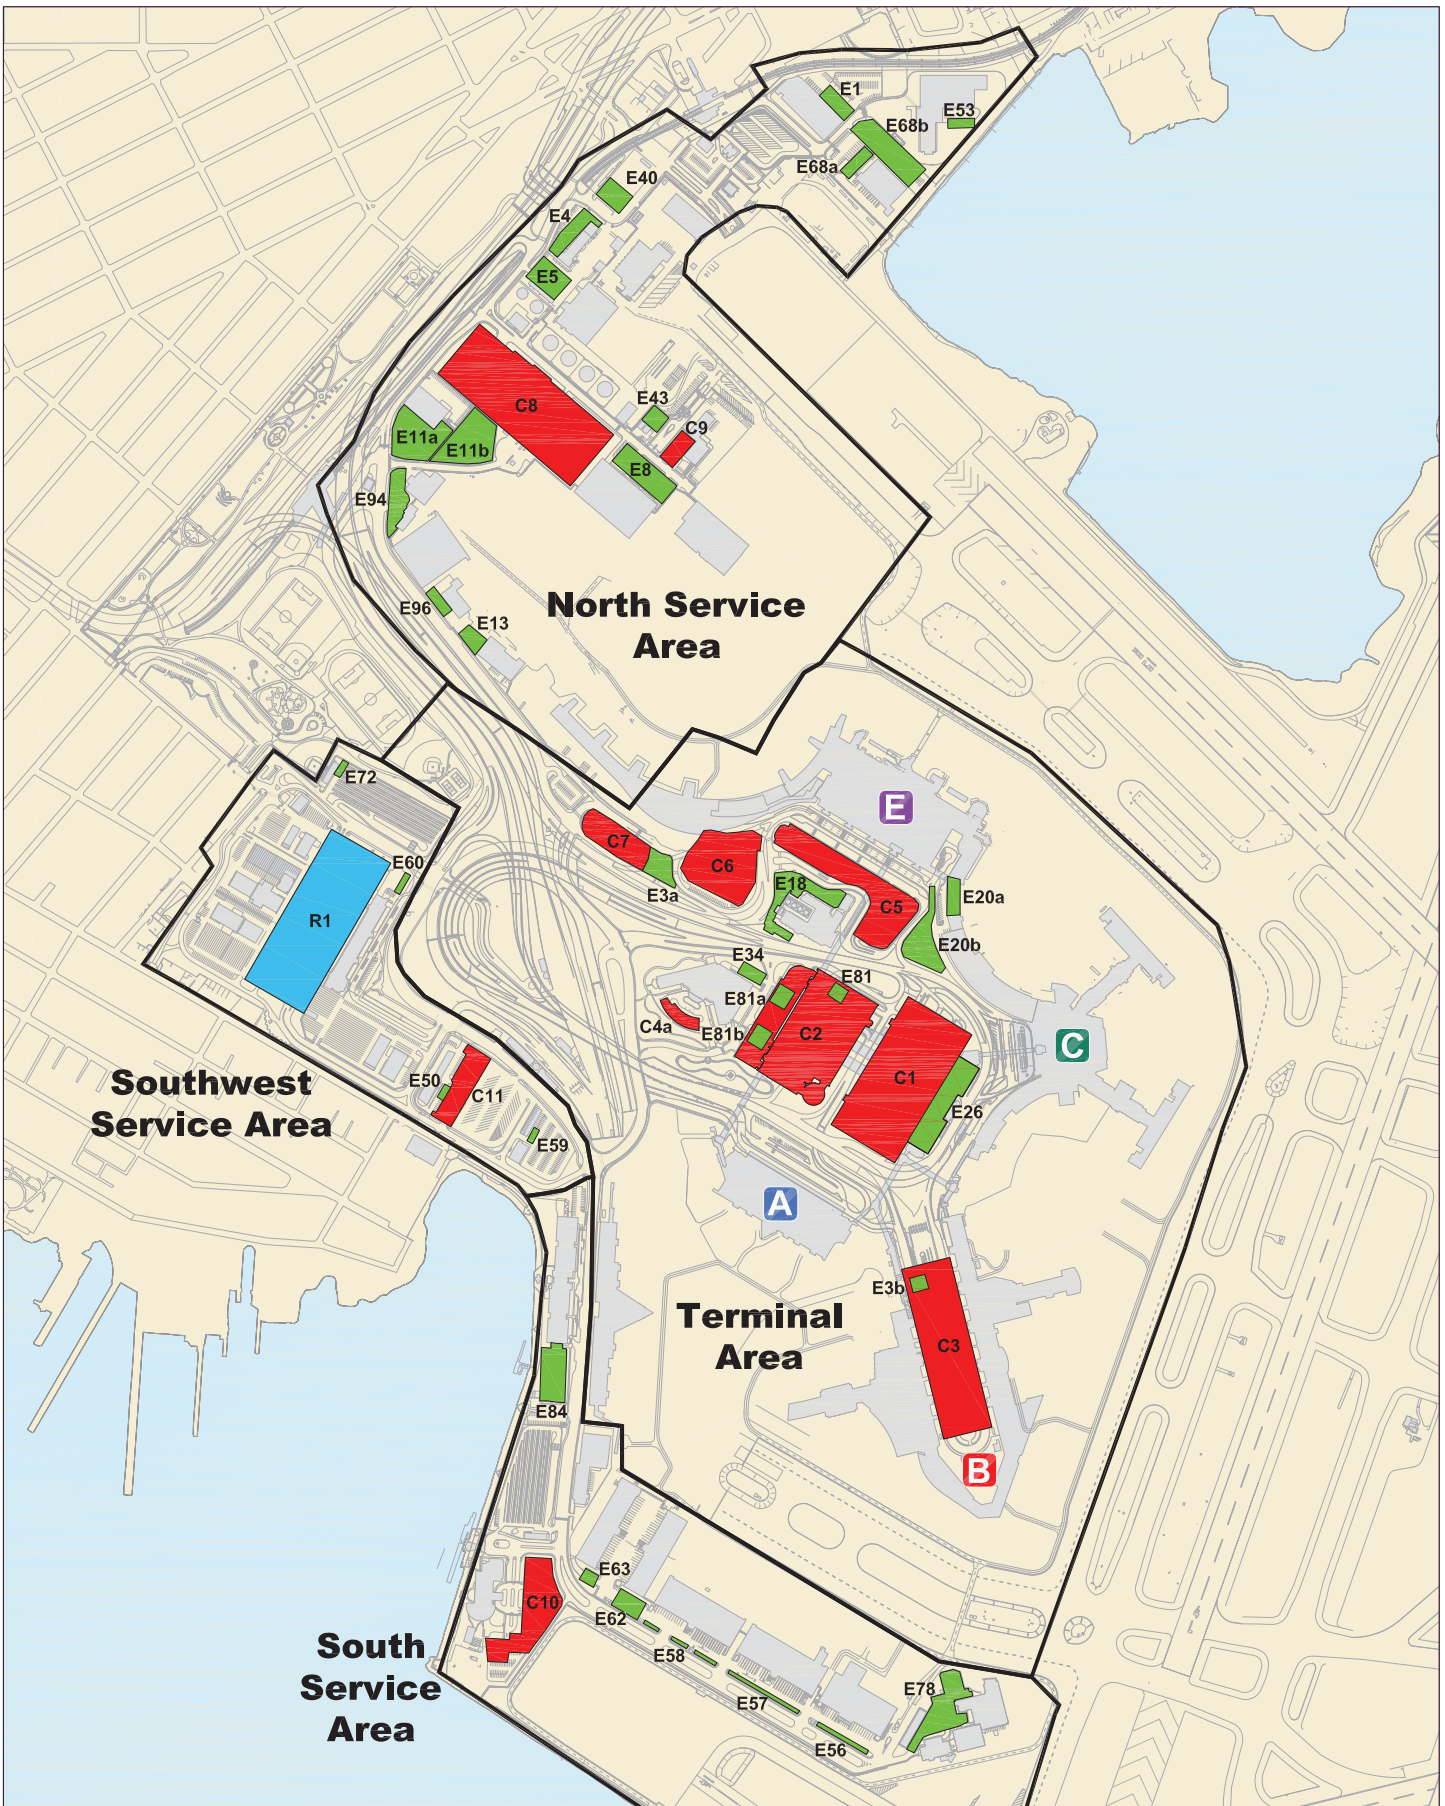 E1
E53
E68b
E68a
E40
E4
E5
C8
E43
C9
E11a
E11b
E8
E94
North Service
Area
E96
E13
E72
E
C7
C6
E60
E3a
E18
E20a
C5
R1
E20b
E34
E81
E81a
C4a
E81b
C2
C
C1
Southwest
Service Area
E50
C11
E26
E59
A
E3b
Terminal
Area
C3
E84
B
E63
C10
E62
South
Service
Area
E58
E78
E57
E56